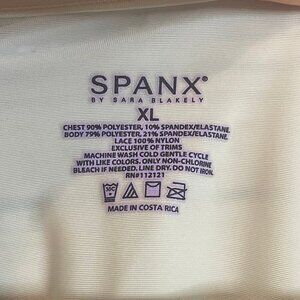 SPANX®
BY SARA BLAKELY
XL
CHEST 90% POLYESTER, 10% SPANDEX/ELASTANE
BODY 79% POLYESTER, 21% SPANDEX/ELASTANE
LACE 100% NYLON
EXCLUSIVE OF TRIMS
MACHINE WASH COLD GENTLE CYCLE
WITH LIKE COLORS. ONLY NON-CHLORINE
BLEACH IF NEEDED. LINE DRY. DO NOT IRON.
RN#112121
MADE IN COSTA RICA